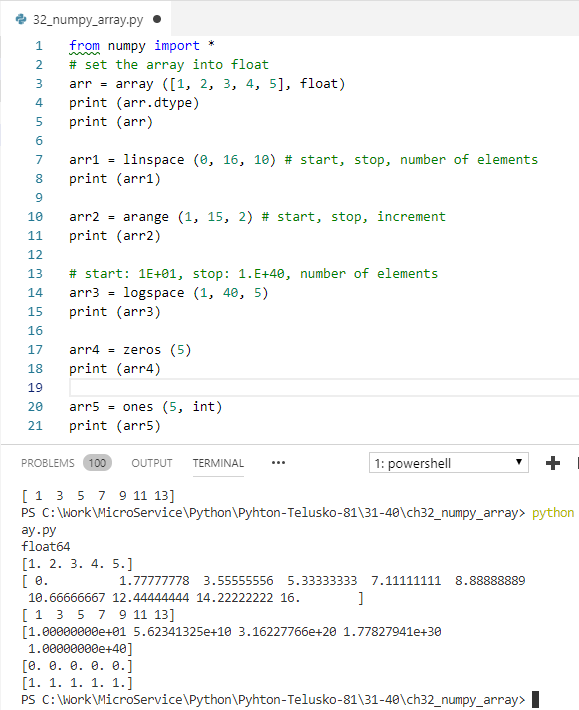 32_numpy_array.py
1 from numpy import *
2 # set the array into float
3 arr = array ([1, 2, 3, 4, 5], float)
4 print (arr.dtype)
5 print (arr)
6
7 arr1 = linspace (0, 16, 10) # start, stop, number of elements
8 print (arr1)
9
10 arr2 = arange (1, 15, 2) # start, stop, increment
11 print (arr2)
12
13 # start: 1E+01, stop: 1.E+40, number of elements
14 arr3 = logspace (1, 40, 5)
15 print (arr3)
16
17 arr4 = zeros (5)
18 print (arr4)
19
20 arr5 = ones (5, int)
21 print (arr5)
PROBLEMS 100 OUTPUT TERMINAL ••• 1: powershell
[ 1 3 5 7 9 11 13]
PS C:\Work\MicroService\Python\Pyhton-Telusko-81\31-40\ch32_numpy_array> python
ay.py
float64
[1. 2. 3. 4. 5.]
[ 0. 1.77777778 3.55555556 5.33333333 7.11111111 8.88888889
10.66666667 12.44444444 14.22222222 16. ]
[ 1 3 5 7 9 11 13]
[1.00000000e+01 5.62341325e+10 3.16227766e+20 1.77827941e+30
1.00000000e+40]
[0. 0. 0. 0. 0.]
[1. 1. 1. 1. 1.]
PS C:\Work\MicroService\Python\Pyhton-Telusko-81\31-40\ch32_numpy_array>